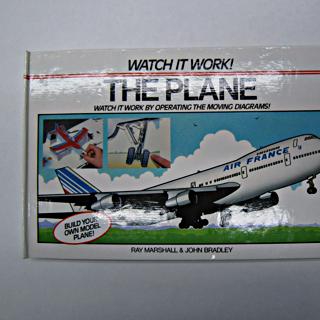 WATCH IT WORK!
THE PLANE
WATCH IT WORK BY OPERATING THE MOVING DIAGRAMS!
AIR FRANCE
BUILD YOUR
OWN MODEL
PLANE!
RAY MARSHALL & JOHN BRADLEY